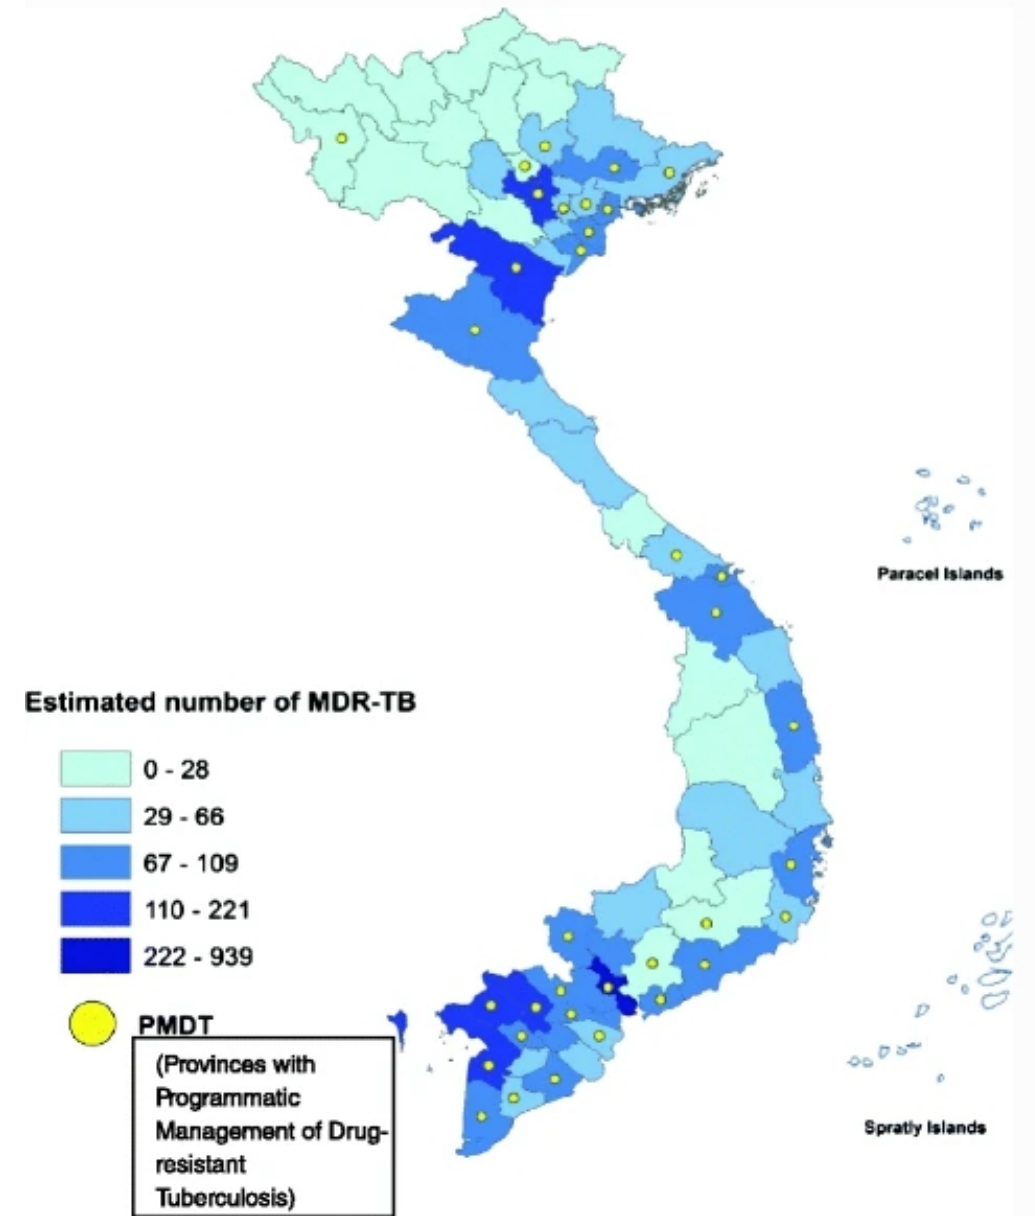 Paracel Islands
Estimated number of MDR-TB
0 - 28
29 - 66
67 - 109
110 - 221
222 - 939
PMDT
(Provinces with
Programmatic
Management of Drug-
resistant
Tuberculosis)
Spratly Islands